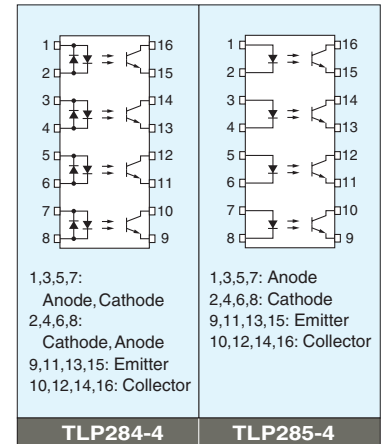 1 16
2 15
3 14
4 13
5 12
6 11
7 10
8 9
1,3,5,7:
Anode,Cathode
2,4,6,8:
Cathode,Anode
9,11,13,15: Emitter
10,12,14,16: Collector
TLP284-4
1 16
2 15
3 14
4 13
5 12
6 11
7 10
8 9
1,3,5,7: Anode
2,4,6,8: Cathode
9,11,13,15: Emitter
10,12,14,16: Collector
TLP285-4